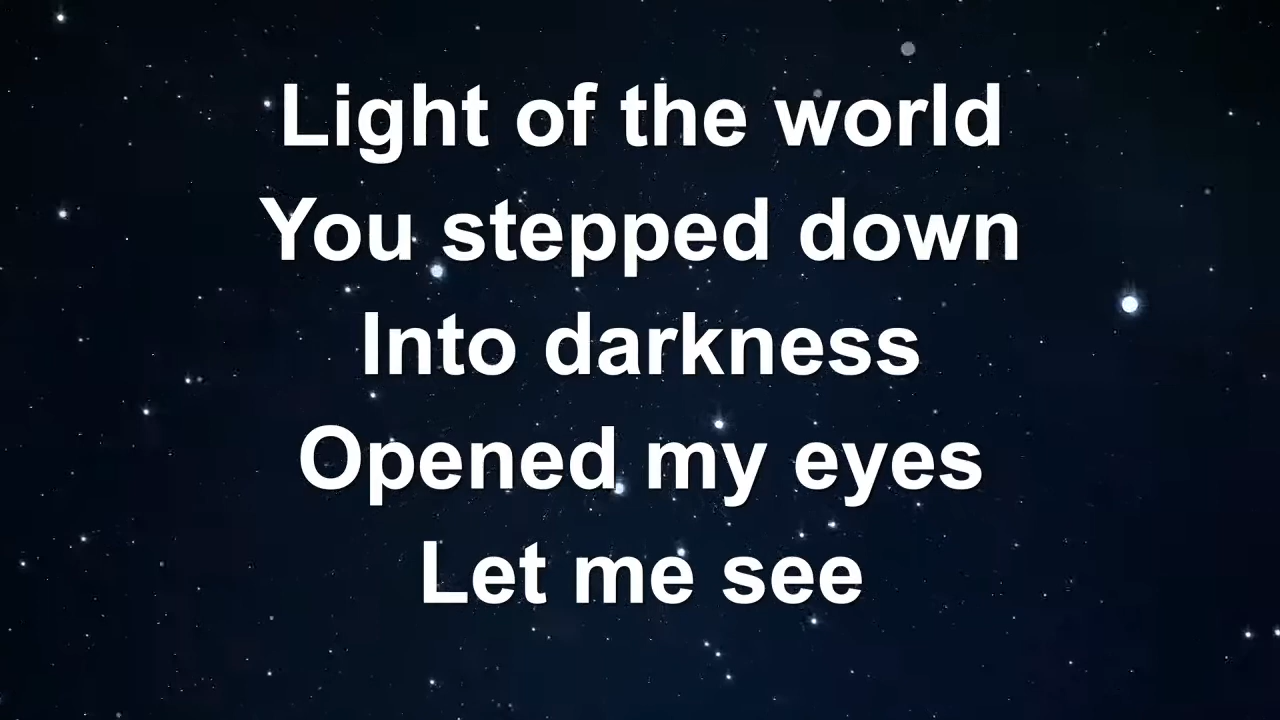 Light of the world
You stepped down
Into darkness
Opened my eyes
Let me see